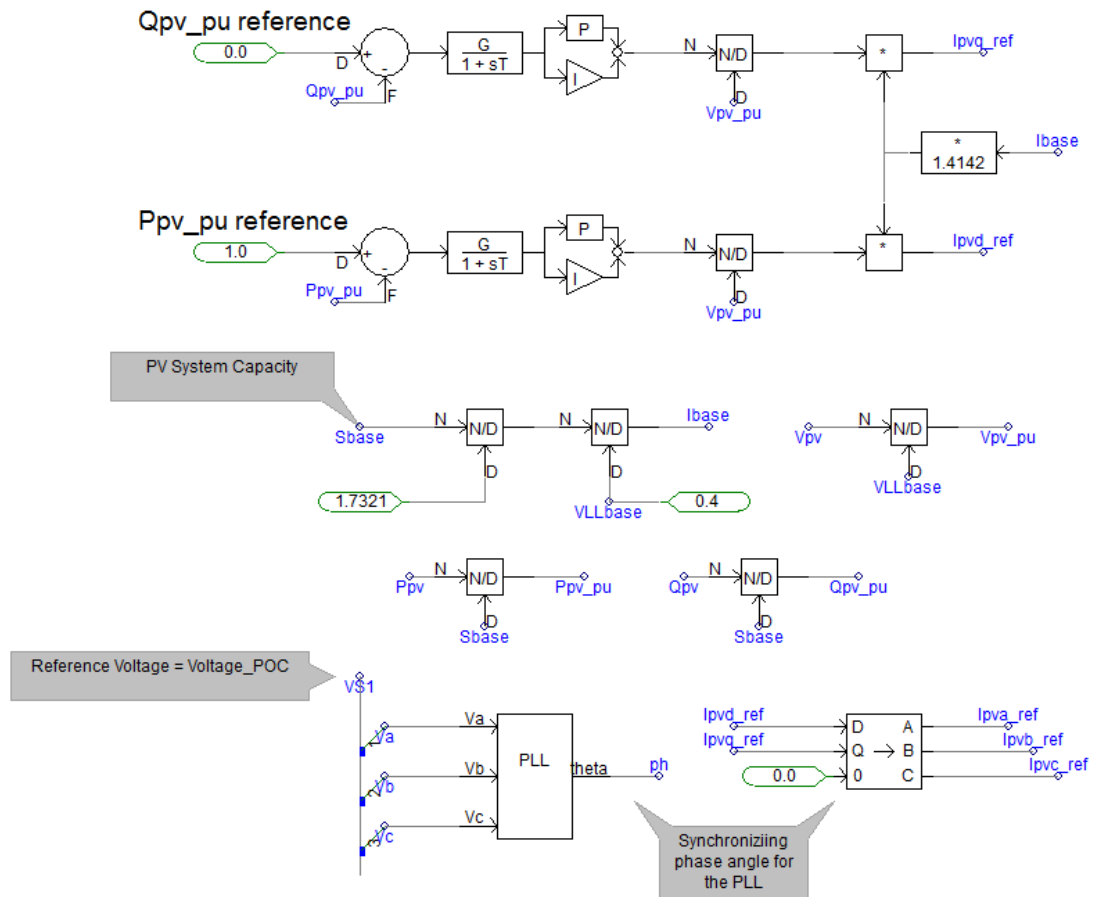 Qpv_pu reference
0.0
D
+
-
F
Qpv_pu
G
1 + sT
P
I
N
N/D
D
Vpv_pu
*
Ipvq_ref
*
1.4142
Ibase
Ppv_pu reference
1.0
D
+
-
F
Ppv_pu
G
1 + sT
P
I
N
N/D
D
Vpv_pu
*
Ipvd_ref
PV System Capacity
Sbase
N
N/D
D
1.7321
N
N/D
D
Ibase
VLLbase
0.4
Vpv
N
N/D
D
VLLbase
Vpv_pu
Ppv
N
N/D
D
Sbase
Ppv_pu
Qpv
N
N/D
D
Sbase
Qpv_pu
Reference Voltage = Voltage_POC
VS1
1
Va
2
Vb
3
Vc
Va
Vb
Vc
PLL
theta
ph
Ipvd_ref
Ipvq_ref
0.0
D
Q
0
A
B
C
Ipva_ref
Ipvb_ref
Ipvc_ref
Synchroniziing
phase angle for
the PLL